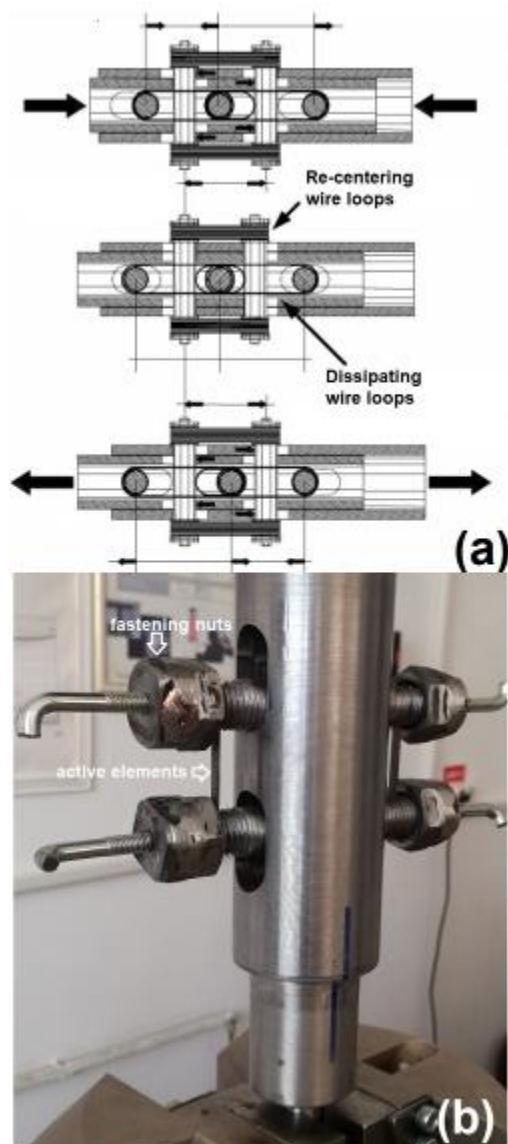 Re-centering
wire loops
Dissipating
wire loops
(a)
fastening nuts
active elements
(b)